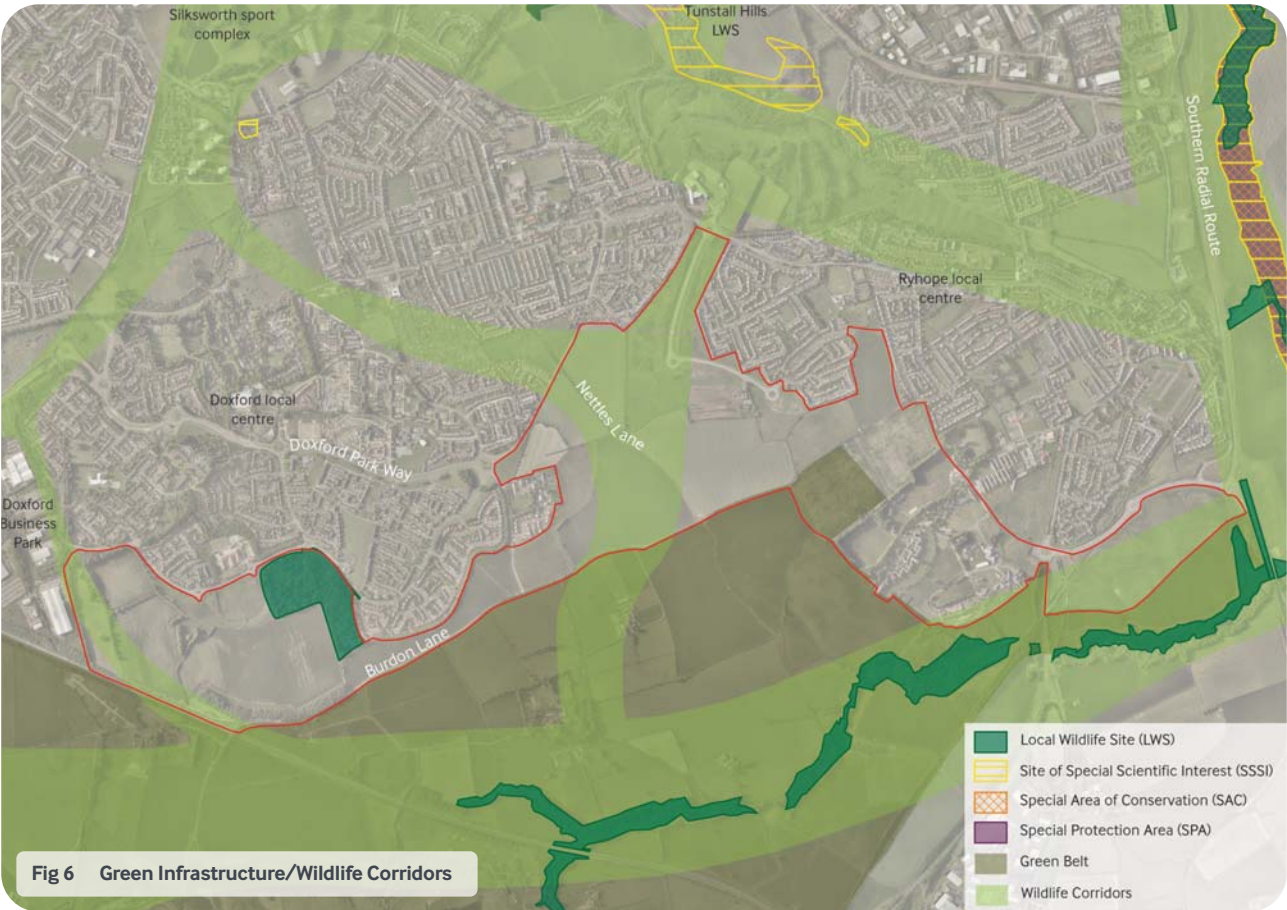 Silksworth sport
complex
Tunstall Hills
LWS
Southern Radial Route
Ryhope local
centre
Nettles Lane
Doxford local
centre
Doxford Park Way
Doxford
Business
Park
Burdon Lane
Local Wildlife Site (LWS)
Site of Special Scientific Interest (SSSI)
Special Area of Conservation (SAC)
Special Protection Area (SPA)
Green Belt
Wildlife Corridors
Fig 6 Green Infrastructure/Wildlife Corridors